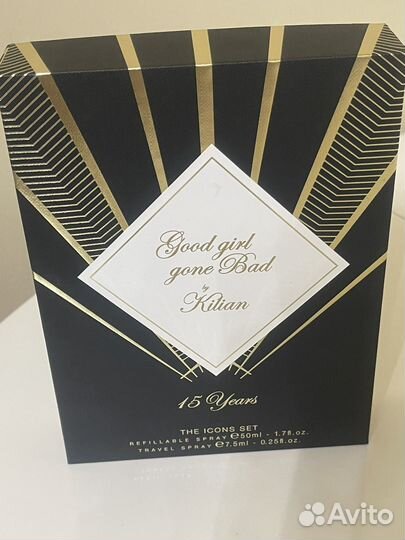 Good girl
gone Bad
by
Kilian
15 Years
THE ICONS SET
REFILLABLE SPRAY ℮50ml - 1.7fl.oz.
TRAVEL SPRAY ℮7.5ml - 0.25fl.oz.
Avito